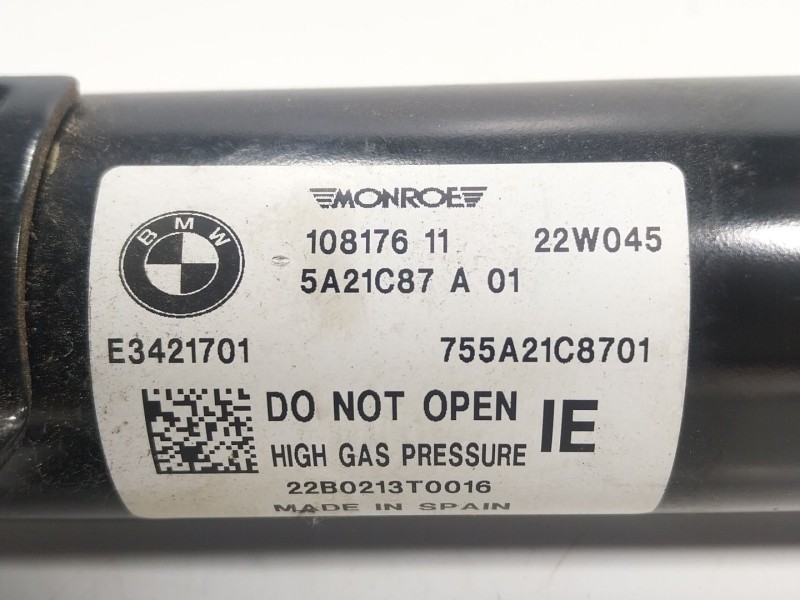 MONROE
BMW
108176 11 22W045
5A21C87 A 01
E3421701 755A21C8701
DO NOT OPEN IE
HIGH GAS PRESSURE
22B0213T0016
MADE IN SPAIN